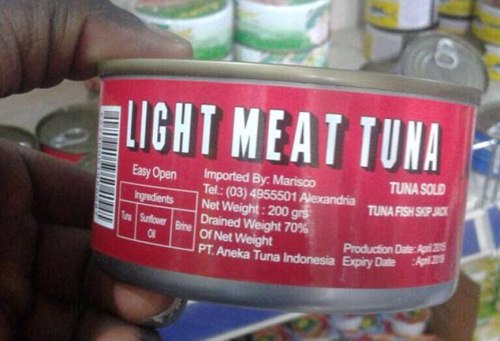 LIGHT MEAT TUNA
Easy Open
Ingredients
Tuna
Sunflower Oil
Brine
Imported By: Marisco
Tel.: (03) 4955501 Alexandria
Net Weight : 200 grs
Drained Weight 70%
Of Net Weight
PT. Aneka Tuna Indonesia
TUNA SOLID
TUNA FISH SKIP JACK
Production Date: April 2015
Expiry Date : April 2018